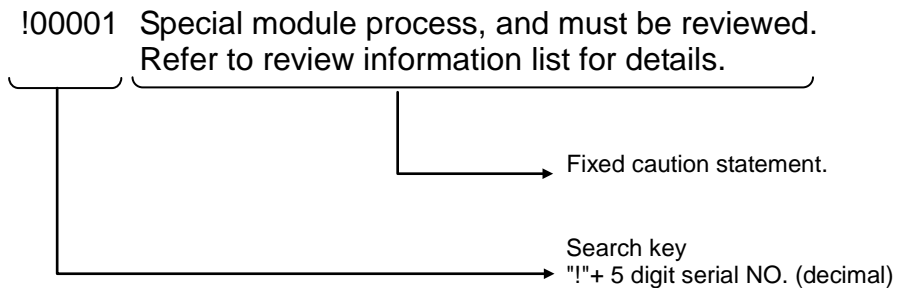 !00001 Special module process, and must be reviewed.
Refer to review information list for details.
Fixed caution statement.
Search key
"!"+ 5 digit serial NO. (decimal)